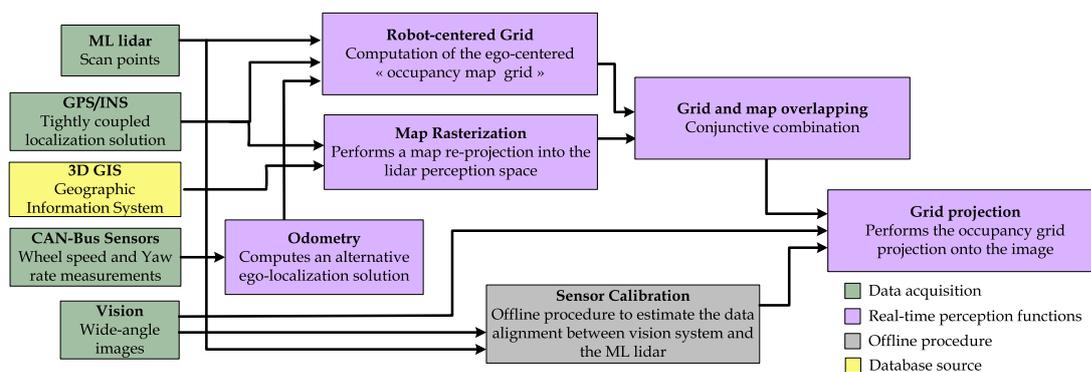 ML lidar
Scan points
GPS/INS
Tightly coupled
localization solution
3D GIS
Geographic
Information System
CAN-Bus Sensors
Wheel speed and Yaw
rate measurements
Vision
Wide-angle
images
Robot-centered Grid
Computation of the ego-centered
« occupancy map grid »
Map Rasterization
Performs a map re-projection into the
lidar perception space
Odometry
Computes an alternative
ego-localization solution
Grid and map overlapping
Conjunctive combination
Sensor Calibration
Offline procedure to estimate the data
alignment between vision system and
the ML lidar
Grid projection
Performs the occupancy grid
projection onto the image
Data acquisition
Real-time perception functions
Offline procedure
Database source